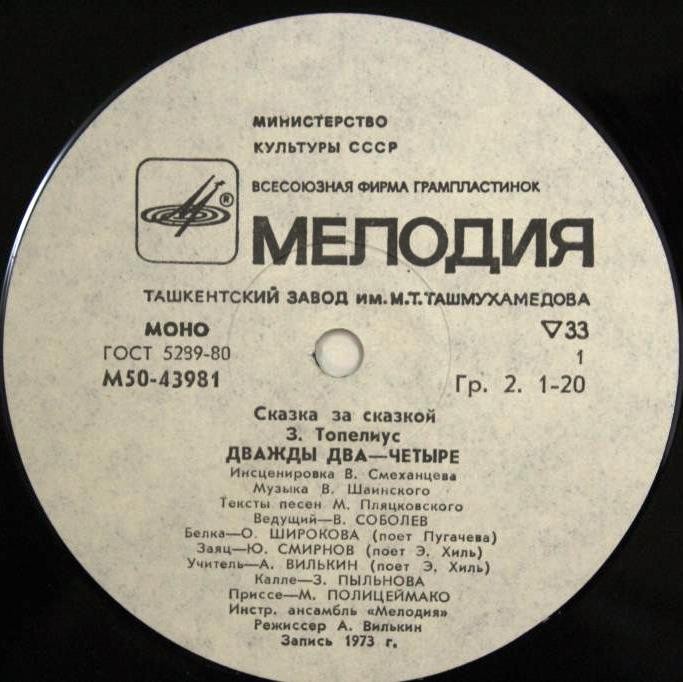 МИНИСТЕРСТВО
КУЛЬТУРЫ СССР
ВСЕСОЮЗНАЯ ФИРМА ГРАМПЛАСТИНОК
®
МЕЛОДИЯ
ТАШКЕНТСКИЙ ЗАВОД им. М.Т. ТАШМУХАМЕДОВА
МОНО ▽33
ГОСТ 5289-80 1
М50-43981 Гр. 2. 1-20
Сказка за сказкой
З. Топелиус
ДВАЖДЫ ДВА—ЧЕТЫРЕ
Инсценировка В. Смеханцева
Музыка В. Шаинского
Тексты песен М. Пляцковского
Ведущий—В. СОБОЛЕВ
Белка—О. ШИРОКОВА (поет Пугачева)
Заяц—Ю. СМИРНОВ (поет Э. Хиль)
Учитель—А. ВИЛЬКИН (поет Э. Хиль)
Калле—З. ПЫЛЬНОВА
Приссе—М. ПОЛИЦЕЙМАКО
Инстр. ансамбль «Мелодия»
Режиссер А. Вилькин
Запись 1973 г.